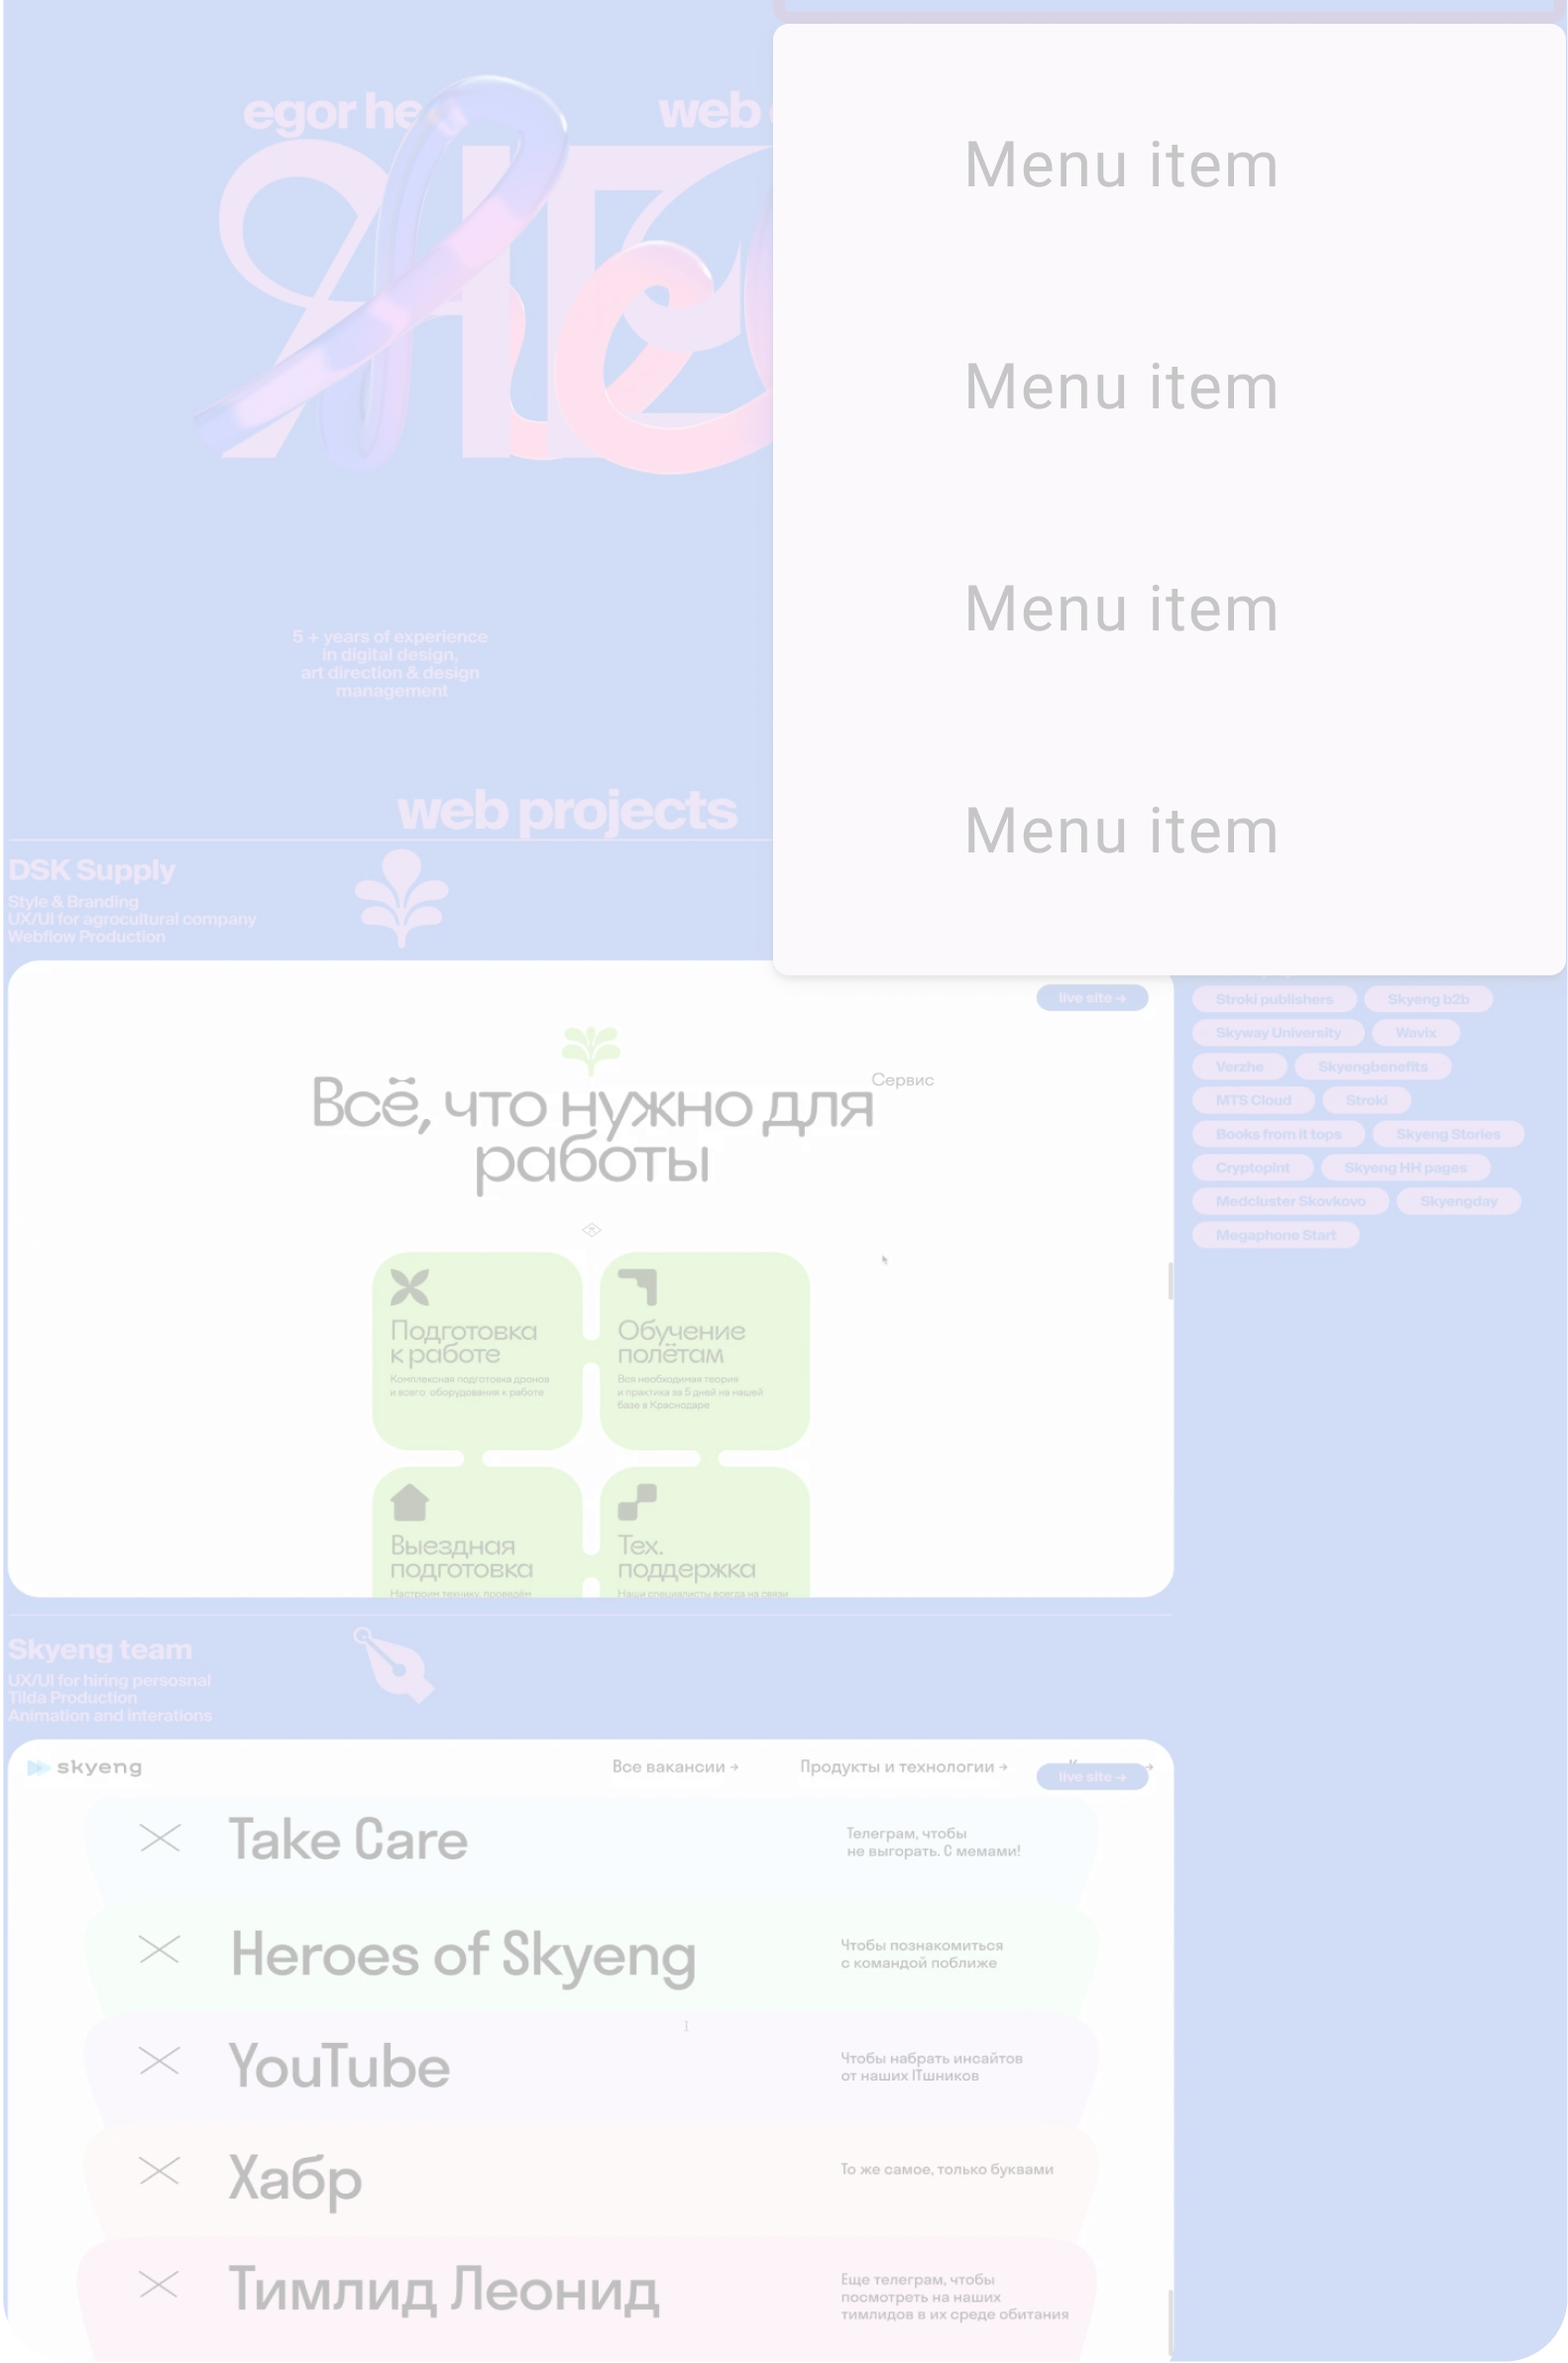 egor he
web
Menu item
Menu item
Menu item
Menu item
5 + years of experience
in digital design,
art direction & design
management
web projects
DSK Supply
Style & Branding
UX/UI for agrocultural company
Webflow Production
live site →
Всё, что нужно для
работы
Сервис
Подготовка
к работе
Комплексная подготовка дронов
и всего оборудования к работе
Обучение
полётам
Вся необходимая теория
и практика за 5 дней на нашей
базе в Краснодаре
Выездная
подготовка
Настроим технику, проведём
Тех.
поддержка
Наши специалисты всегда на связи
Stroki publishers Skyeng b2b
Skyway University Wavix
Verzhe Skyengbenefits
MTS Cloud Stroki
Books from it tops Skyeng Stories
Cryptopint Skyeng HH pages
Medcluster Skovkovo Skyengday
Megaphone Start
Skyeng team
UX/UI for hiring persosnal
Tilda Production
Animation and interations
skyeng
Все вакансии →
Продукты и технологии →
live site →
Take Care
Телеграм, чтобы
не выгорать. С мемами!
Heroes of Skyeng
Чтобы познакомиться
с командой поближе
YouTube
Чтобы набрать инсайтов
от наших ITшников
Хабр
То же самое, только буквами
Тимлид Леонид
Еще телеграм, чтобы
посмотреть на наших
тимлидов в их среде обитания